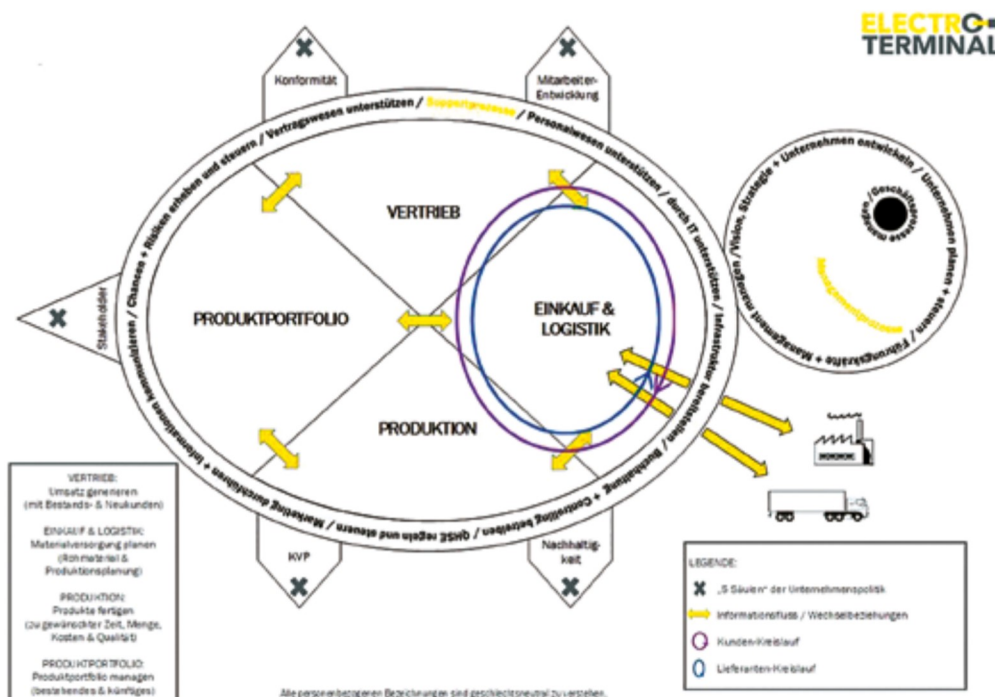 ELECTRO
TERMINAL
Konformität
Mitarbeiter-
Entwicklung
Chancen + Risiken erheben und steuern / Vertragswesen unterstützen / Supportprozesse / Personalwesen unterstützen / durch IT unterstützen / Infrastruktur bereitstellen / Buchhaltung + Controlling betreiben / QHSE regeln und steuern / Marketing durchführen + Informationen kommunizieren /
Vision, Strategie + Unternehmen entwickeln / Unternehmen planen + steuern / Führungskräfte + Management managen /
Geschäftsprozesse managen /
Managementprozesse
VERTRIEB
PRODUKTPORTFOLIO
EINKAUF &
LOGISTIK
PRODUKTION
Stakeholder
KVP
Nachhaltig-
keit
VERTRIEB:
Umsatz generieren
(mit Bestands- & Neukunden)
EINKAUF & LOGISTIK:
Materialversorgung planen
(Rohmaterial &
Produktionsplanung)
PRODUKTION:
Produkte fertigen
(zu gewünschter Zeit, Menge,
Kosten & Qualität)
PRODUKTPORTFOLIO:
Produktportfolio managen
(bestehendes & künftiges)
LEGENDE:
„5 Säulen" der Unternehmenspolitik
Informationsfluss / Wechselbeziehungen
Kunden-Kreislauf
Lieferanten-Kreislauf
Alle personenbezogenen Bezeichnungen sind geschlechtsneutral zu verstehen.